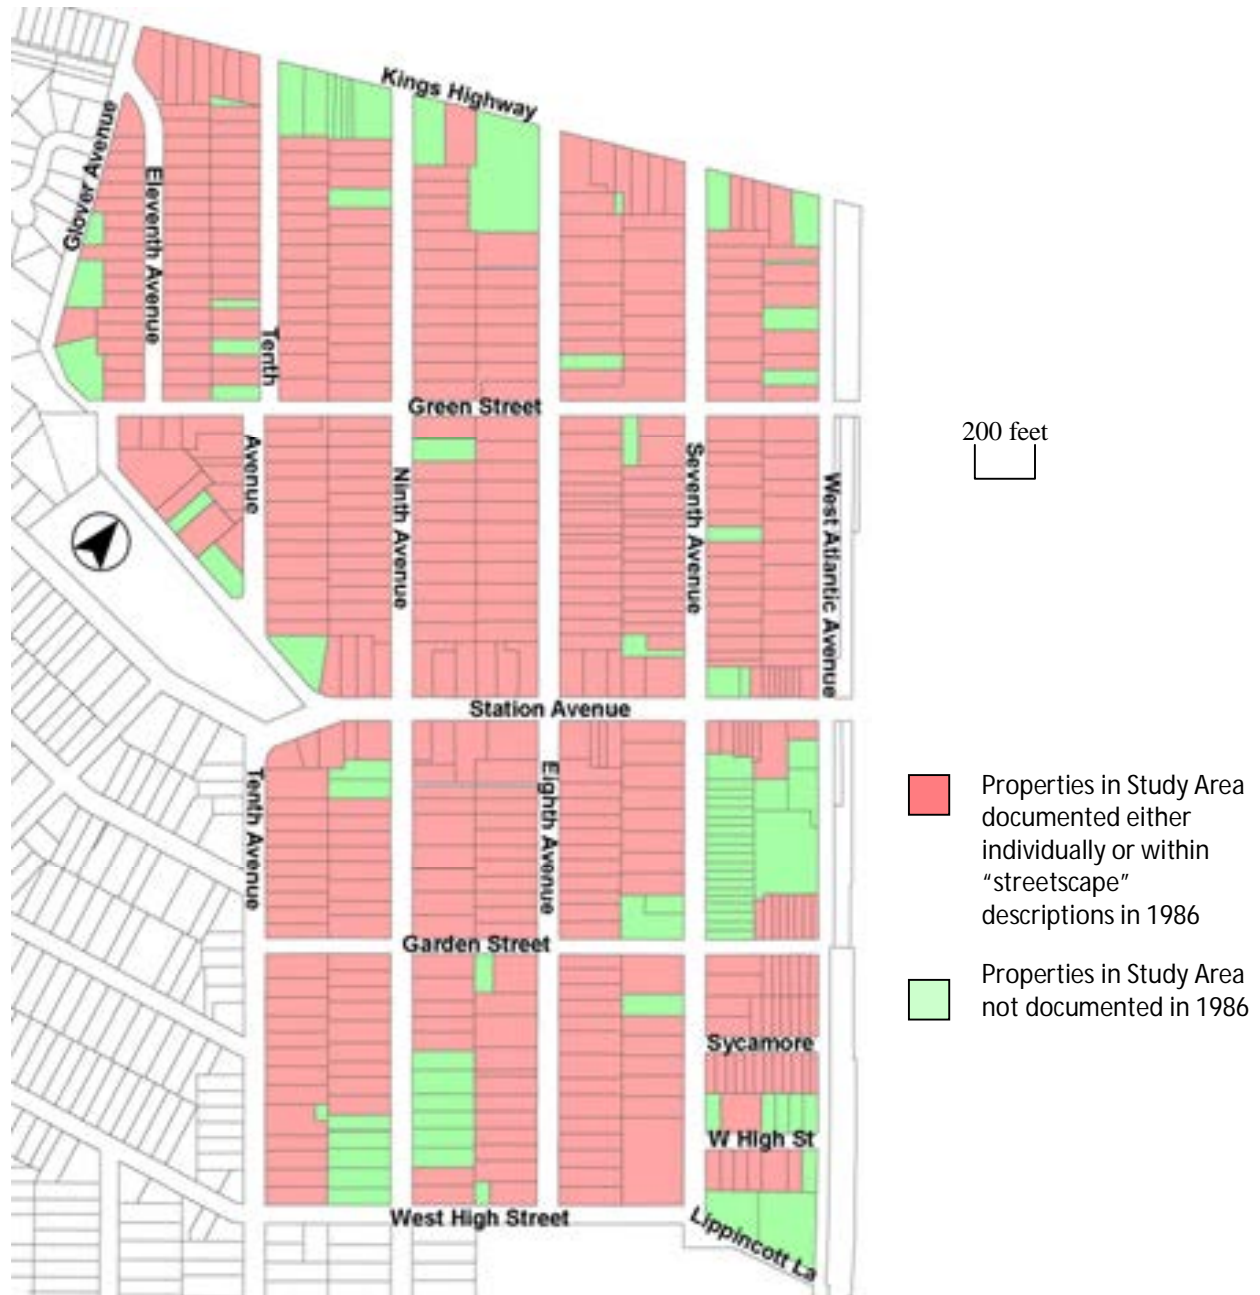 Kings Highway
Glover Avenue
Eleventh Avenue
Tenth
Green Street
Avenue
Ninth Avenue
Seventh Avenue
West Atlantic Avenue
200 feet
Station Avenue
Tenth Avenue
Eighth Avenue
Garden Street
Sycamore
W High St
West High Street
Lippincott La
Properties in Study Area
documented either
individually or within
“streetscape”
descriptions in 1986
Properties in Study Area
not documented in 1986